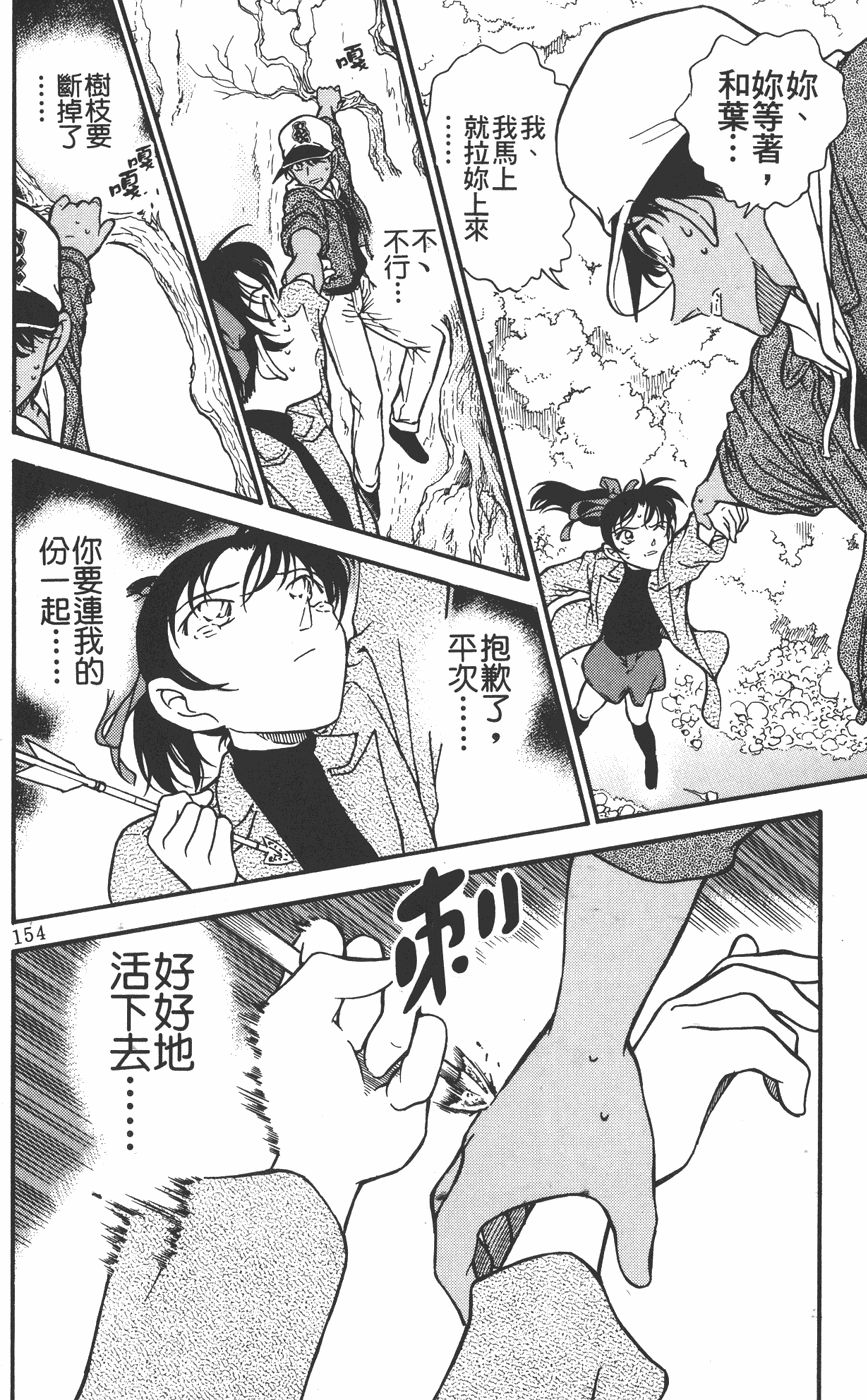 妳、
妳等著，
和葉…
我、
我馬上
就拉妳上來
……
嘎
不、
不行…
樹枝要
斷掉了
……
嘎
嘎
抱歉了，
平次……
你要連我的
份一起……
刺!!
好好地
活下去……
154